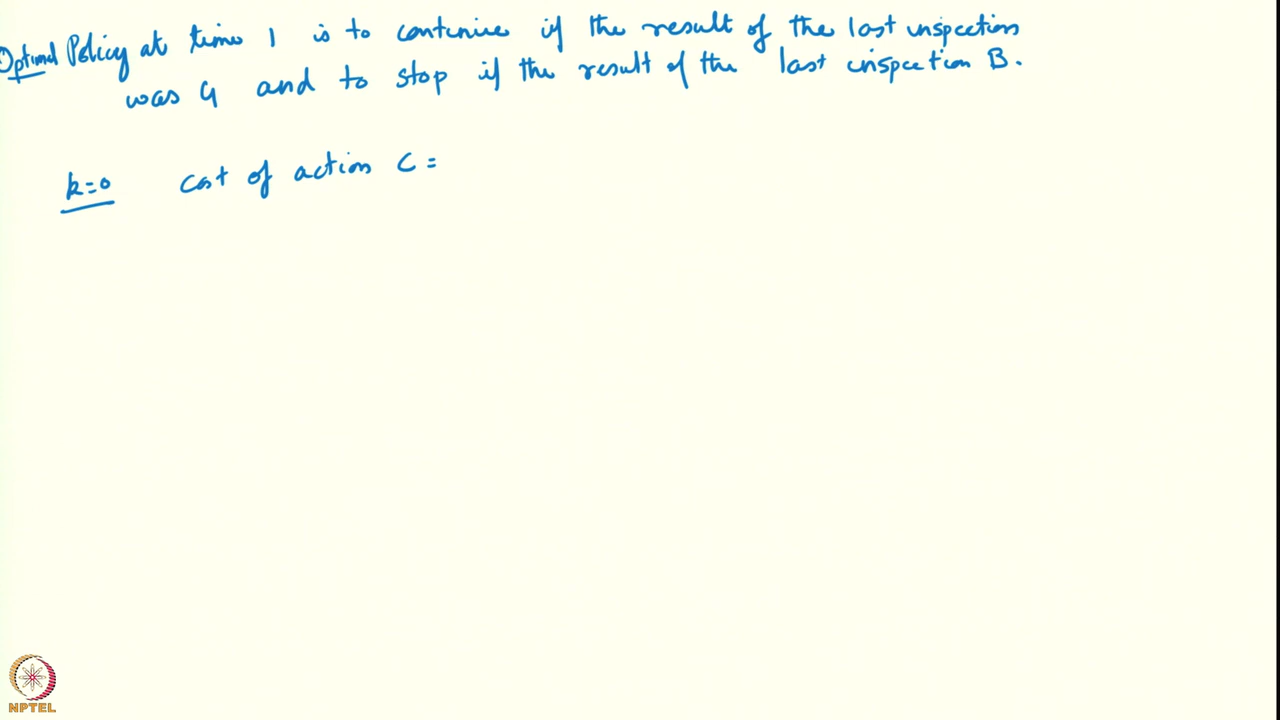 Optimal Policy at time 1 is to continue if the result of the last inspection
was G and to stop if the result of the last inspection B.
k=0 Cost of action C =
NPTEL